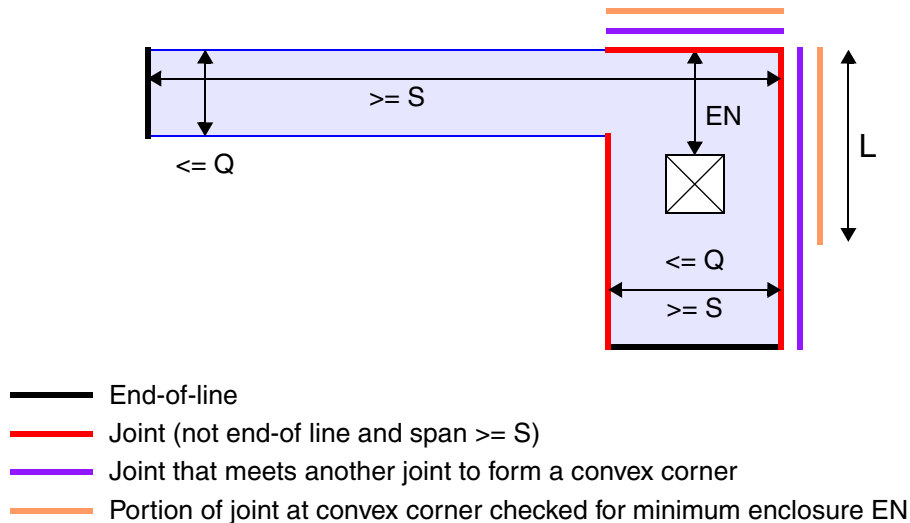 >= S
EN
L
<= Q
<= Q
>= S
End-of-line
Joint (not end-of line and span >= S)
Joint that meets another joint to form a convex corner
Portion of joint at convex corner checked for minimum enclosure EN